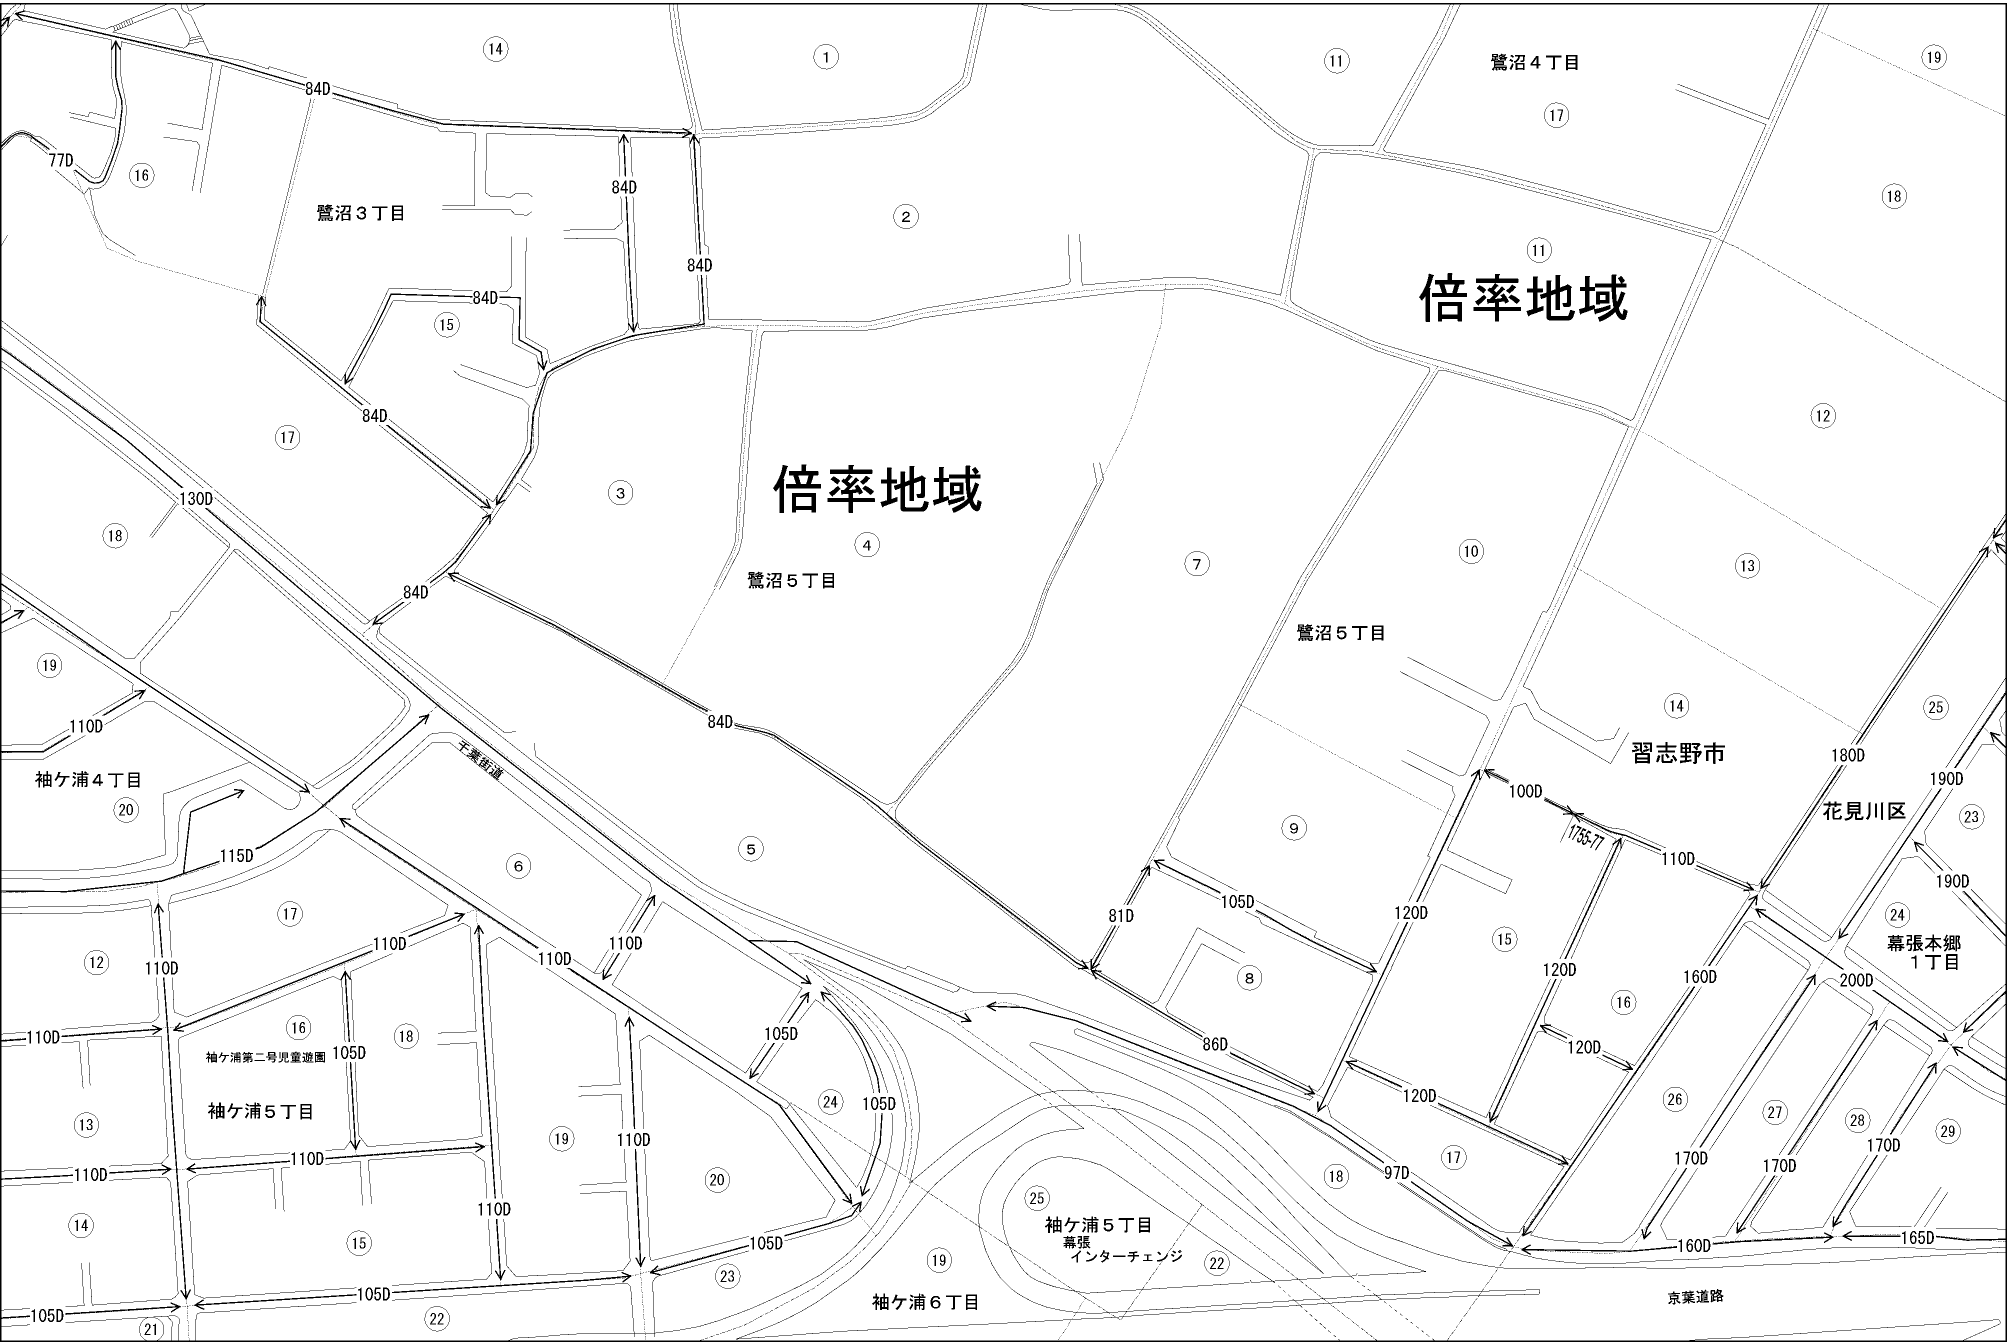 14
1
11
鷺沼４丁目
19
84D
17
77D
16
84D
鷺沼３丁目
2
18
84D
11
84D
倍率地域
15
84D
12
17
3
倍率地域
130D
18
4
10
13
7
鷺沼５丁目
84D
鷺沼５丁目
19
14
25
84D
110D
習志野市
千葉街道
180D
190D
袖ケ浦４丁目
100D
20
花見川区
23
9
1755-77
5
115D
6
110D
190D
105D
17
120D
81D
24
110D
110D
15
幕張本郷
１丁目
110D
12
110D
120D
160D
8
200D
16
16
105D
18
110D
86D
120D
105D
袖ケ浦第二号児童遊園
120D
26
24
105D
袖ケ浦５丁目
27
28
13
19
110D
29
17
170D
170D
170D
110D
110D
97D
18
20
25
110D
14
袖ケ浦５丁目
幕張
インターチェンジ
15
105D
160D
165D
19
22
23
105D
京葉道路
袖ケ浦６丁目
105D
22
21